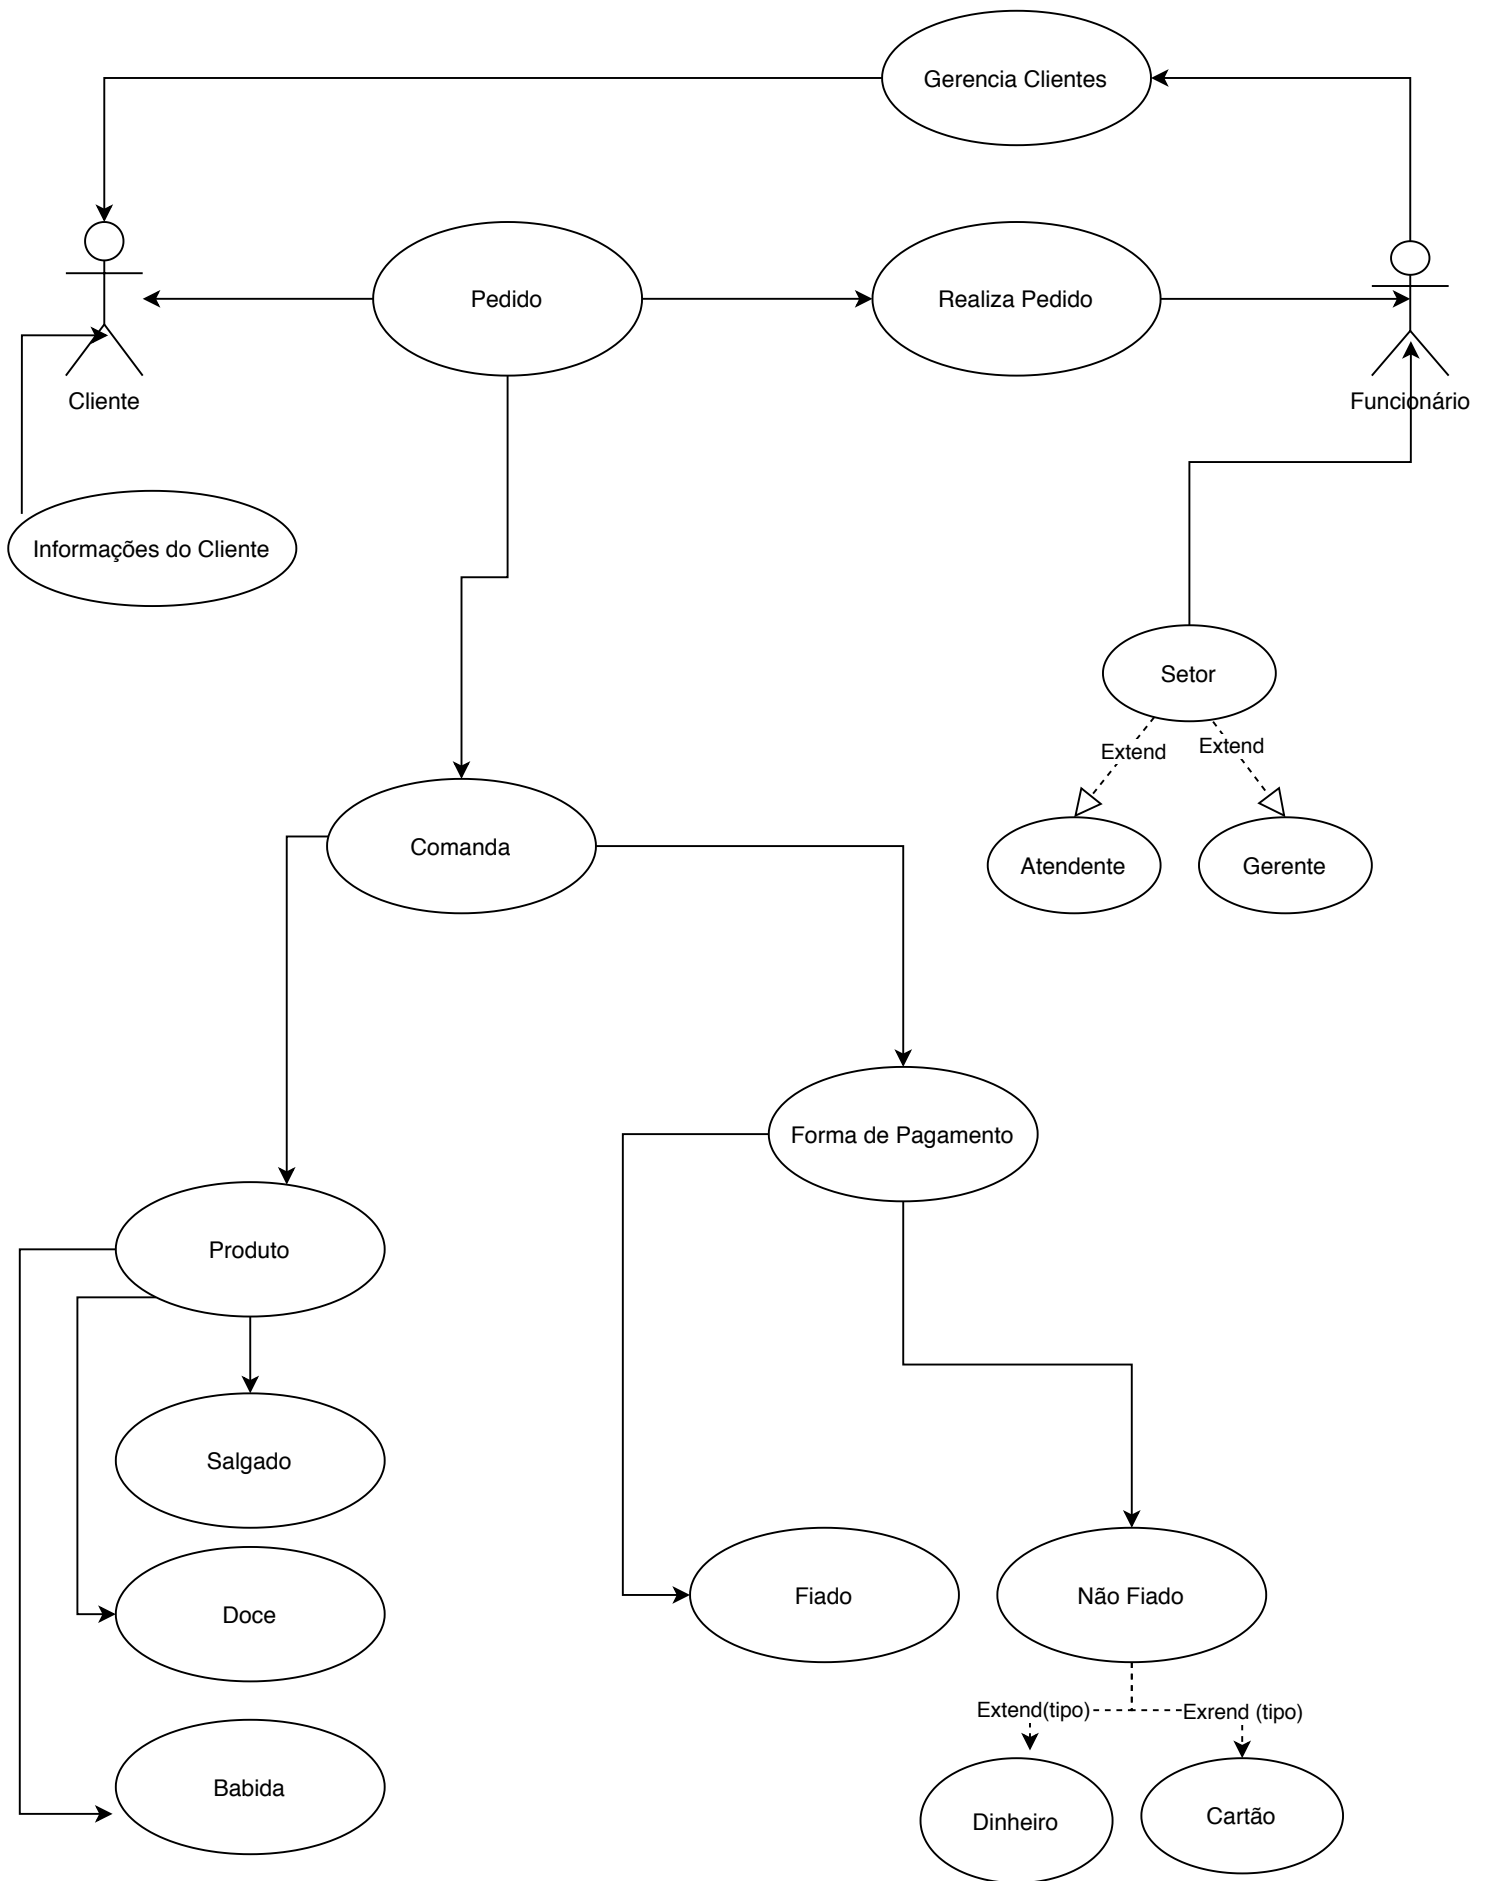 Gerencia Clientes
Pedido
Realiza Pedido
Cliente
Funcionário
Informações do Cliente
Setor
Extend
Extend
Comanda
Atendente
Gerente
Forma de Pagamento
Produto
Salgado
Fiado
Não Fiado
Doce
Extend(tipo)
Exrend (tipo)
Babida
Dinheiro
Cartão